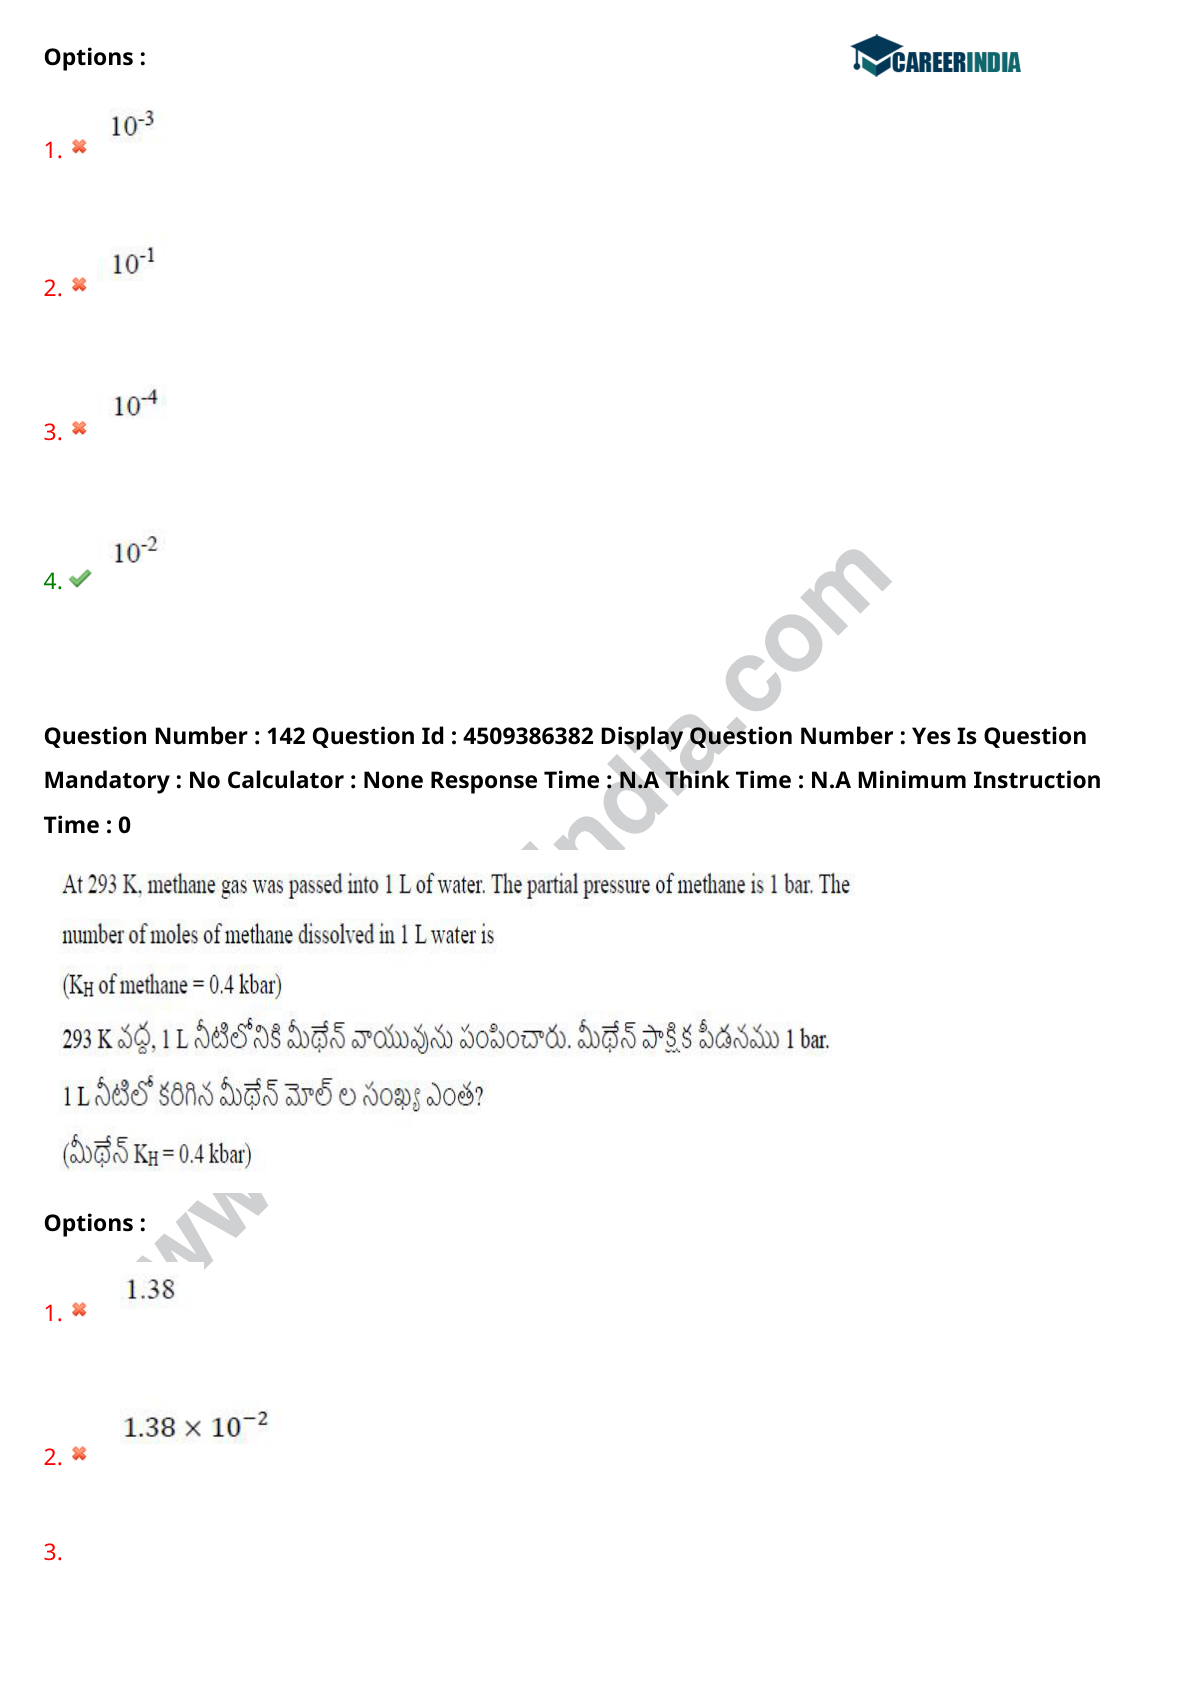 Options :
CAREERINDIA
1. 10⁻³
2. 10⁻¹
3. 10⁻⁴
4. 10⁻²
Question Number : 142 Question Id : 4509386382 Display Question Number : Yes Is Question
Mandatory : No Calculator : None Response Time : N.A Think Time : N.A Minimum Instruction
Time : 0
At 293 K, methane gas was passed into 1 L of water. The partial pressure of methane is 1 bar. The
number of moles of methane dissolved in 1 L water is
(K_H of methane = 0.4 kbar)
293 K వద్ద, 1 L నీటిలోనికి మీథేన్ వాయువును పంపించారు. మీథేన్ పాక్షిక పీడనము 1 bar.
1 L నీటిలో కరిగిన మీథేన్ మోల్ ల సంఖ్య ఎంత?
(మీథేన్ K_H = 0.4 kbar)
Options :
1. 1.38
2. 1.38 × 10⁻²
3.